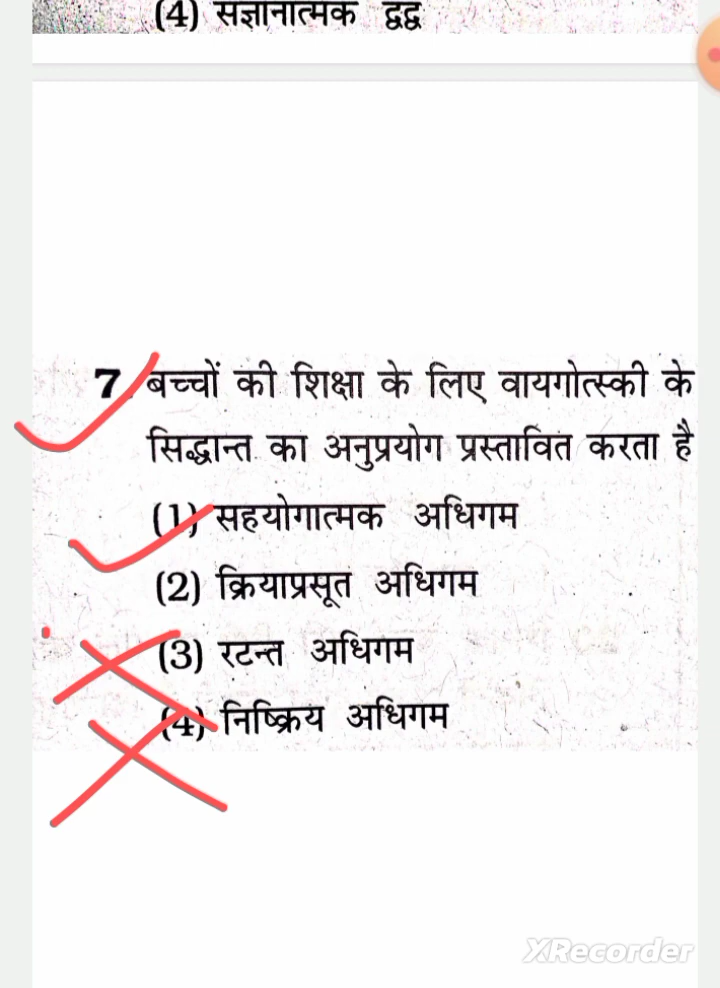 (4) संज्ञानात्मक द्वद्व
7 बच्चों की शिक्षा के लिए वायगोत्स्की के
सिद्धान्त का अनुप्रयोग प्रस्तावित करता है
(1) सहयोगात्मक अधिगम
(2) क्रियाप्रसूत अधिगम
(3) रटन्त अधिगम
(4) निष्क्रिय अधिगम
XRecorder